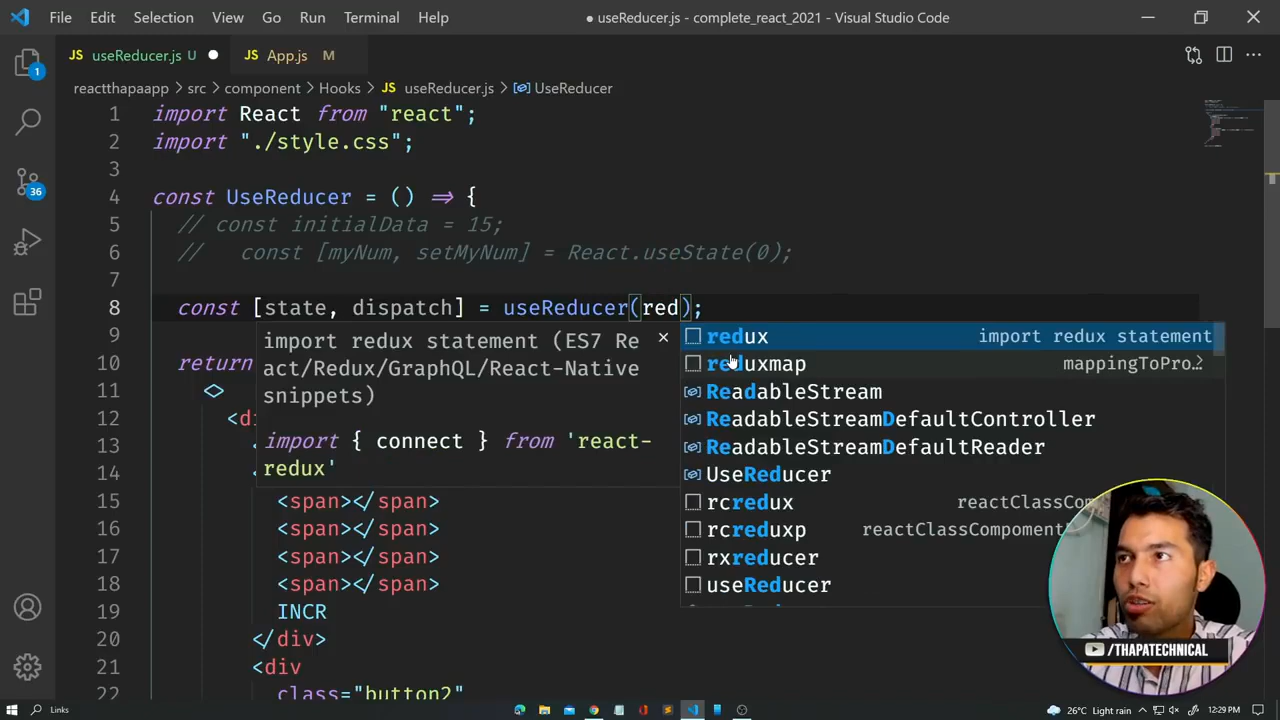 File Edit Selection View Go Run Terminal Help
● useReducer.js - complete_react_2021 - Visual Studio Code
JS useReducer.js U ●
JS App.js M
reactthapaapp > src > component > Hooks > JS useReducer.js > UseReducer
1 import React from "react";
2 import "./style.css";
3
4 const UseReducer = () => {
5 // const initialData = 15;
6 //   const [myNum, setMyNum] = React.useState(0);
7
8 const [state, dispatch] = useReducer(red);
9
10 return
11 <>
12 <di
13
14
15 <span></span>
16 <span></span>
17 <span></span>
18 <span></span>
19 INCR
20 </div>
21 <div
22 class="button2"
import redux statement (ES7 Re
act/Redux/GraphQL/React-Native
snippets)
import { connect } from 'react-
redux'
redux import redux statement
reduxmap mappingToPro…
ReadableStream
ReadableStreamDefaultController
ReadableStreamDefaultReader
UseReducer
rcredux reactClassCompo
rcreduxp reactClassComponent
rxreducer
useReducer
1
36
/THAPATECHNICAL
Links
26°C Light rain
12:29 PM